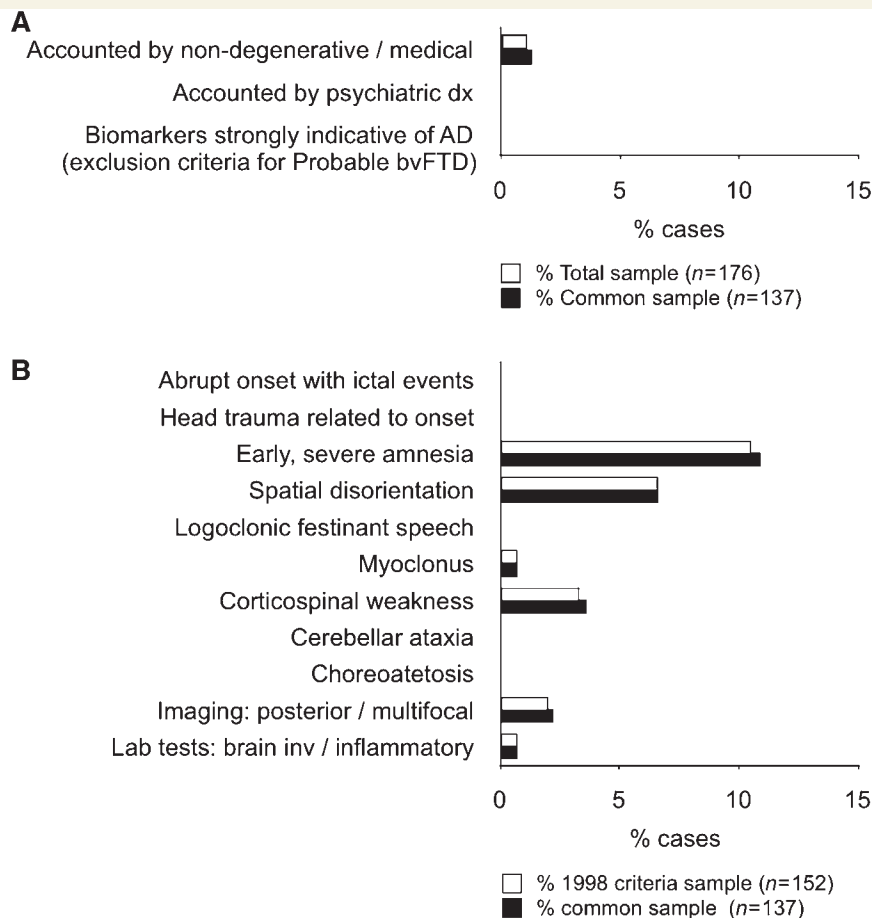 A
Accounted by non-degenerative / medical
Accounted by psychiatric dx
Biomarkers strongly indicative of AD
(exclusion criteria for Probable bvFTD)
0 5 10 15
% cases
% Total sample (n=176)
% Common sample (n=137)
B
Abrupt onset with ictal events
Head trauma related to onset
Early, severe amnesia
Spatial disorientation
Logoclonic festinant speech
Myoclonus
Corticospinal weakness
Cerebellar ataxia
Choreoatetosis
Imaging: posterior / multifocal
Lab tests: brain inv / inflammatory
0 5 10 15
% cases
% 1998 criteria sample (n=152)
% common sample (n=137)